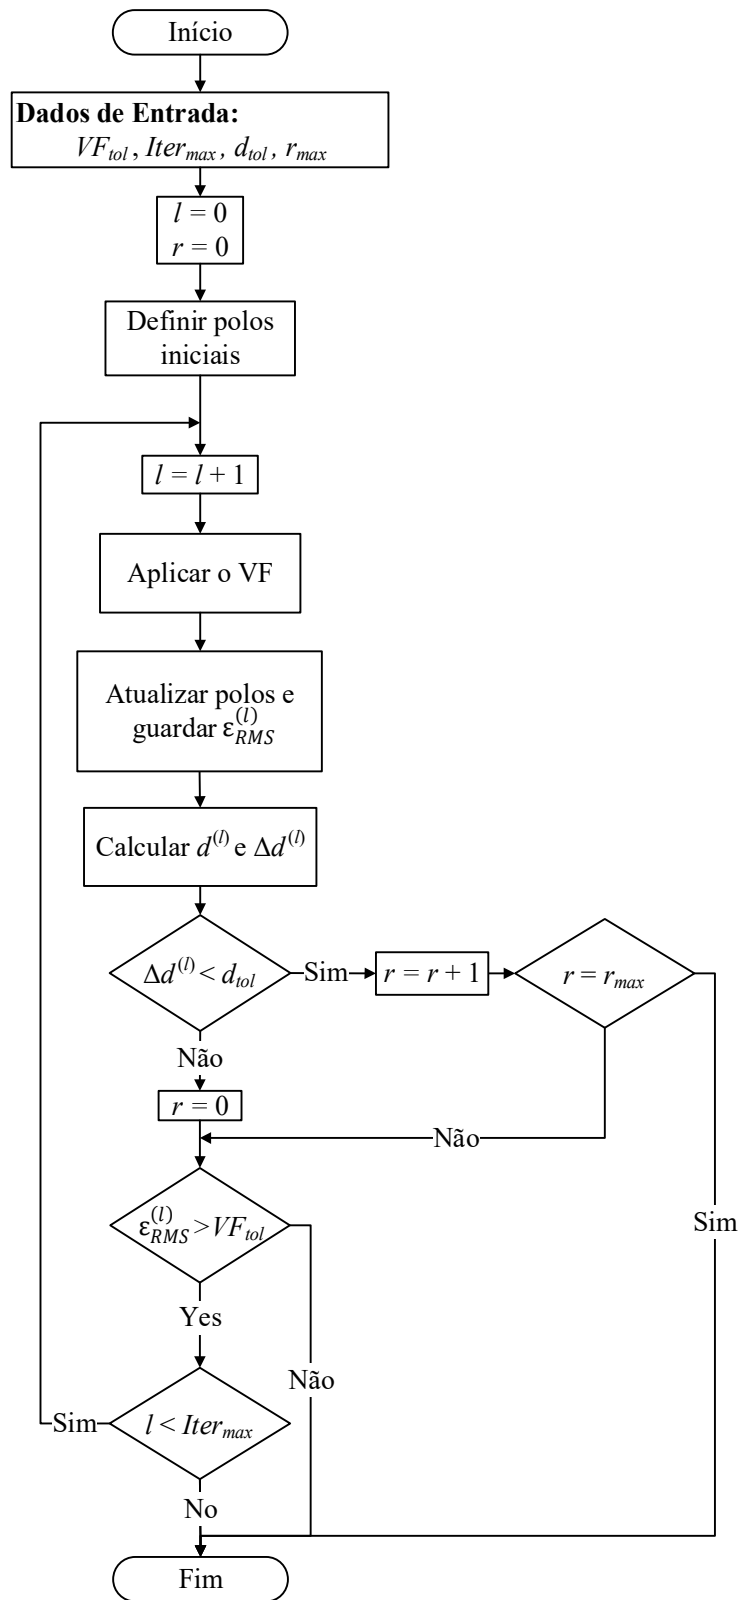 Início
Dados de Entrada:
VF_tol, Iter_max, d_tol, r_max
l = 0
r = 0
Definir polos
iniciais
l = l + 1
Aplicar o VF
Atualizar polos e
guardar ε_RMS^(l)
Calcular d^(l) e Δd^(l)
Δd^(l) < d_tol
Sim
r = r + 1
r = r_max
Não
r = 0
Não
ε_RMS^(l) > VF_tol
Sim
Yes
Não
l < Iter_max
Sim
No
Fim